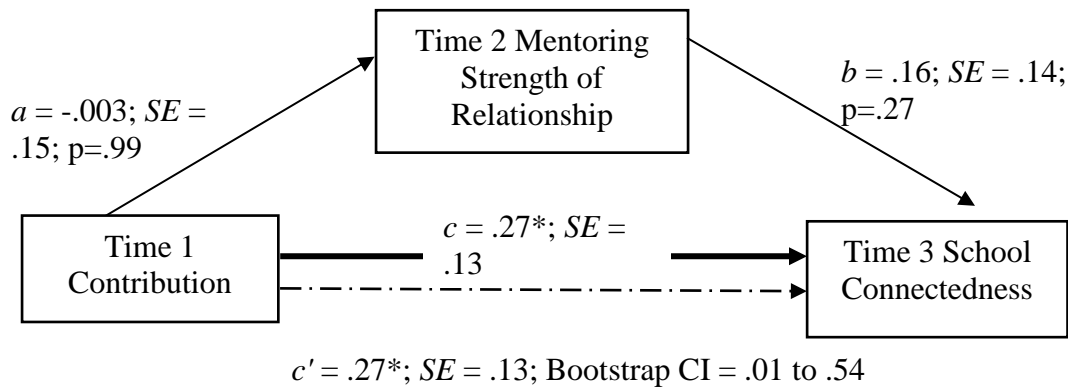 Time 2 Mentoring
Strength of
Relationship
a = -.003; SE =
.15; p=.99
b = .16; SE = .14;
p=.27
Time 1
Contribution
c = .27*; SE =
.13
Time 3 School
Connectedness
c' = .27*; SE = .13; Bootstrap CI = .01 to .54